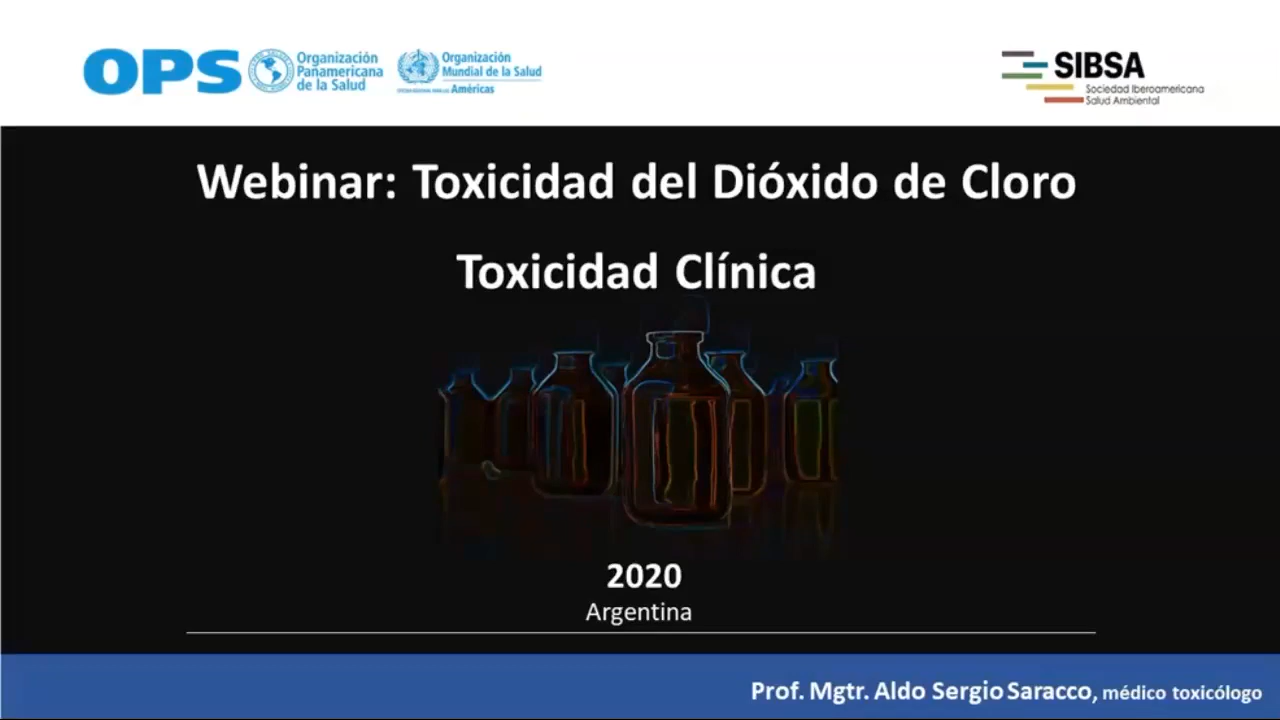 OPS
Organización
Panamericana
de la Salud
Organización
Mundial de la Salud
Américas
SIBSA
Sociedad Iberoamericana
Salud Ambiental
Webinar: Toxicidad del Dióxido de Cloro
Toxicidad Clínica
2020
Argentina
Prof. Mgtr. Aldo Sergio Saracco, médico toxicólogo